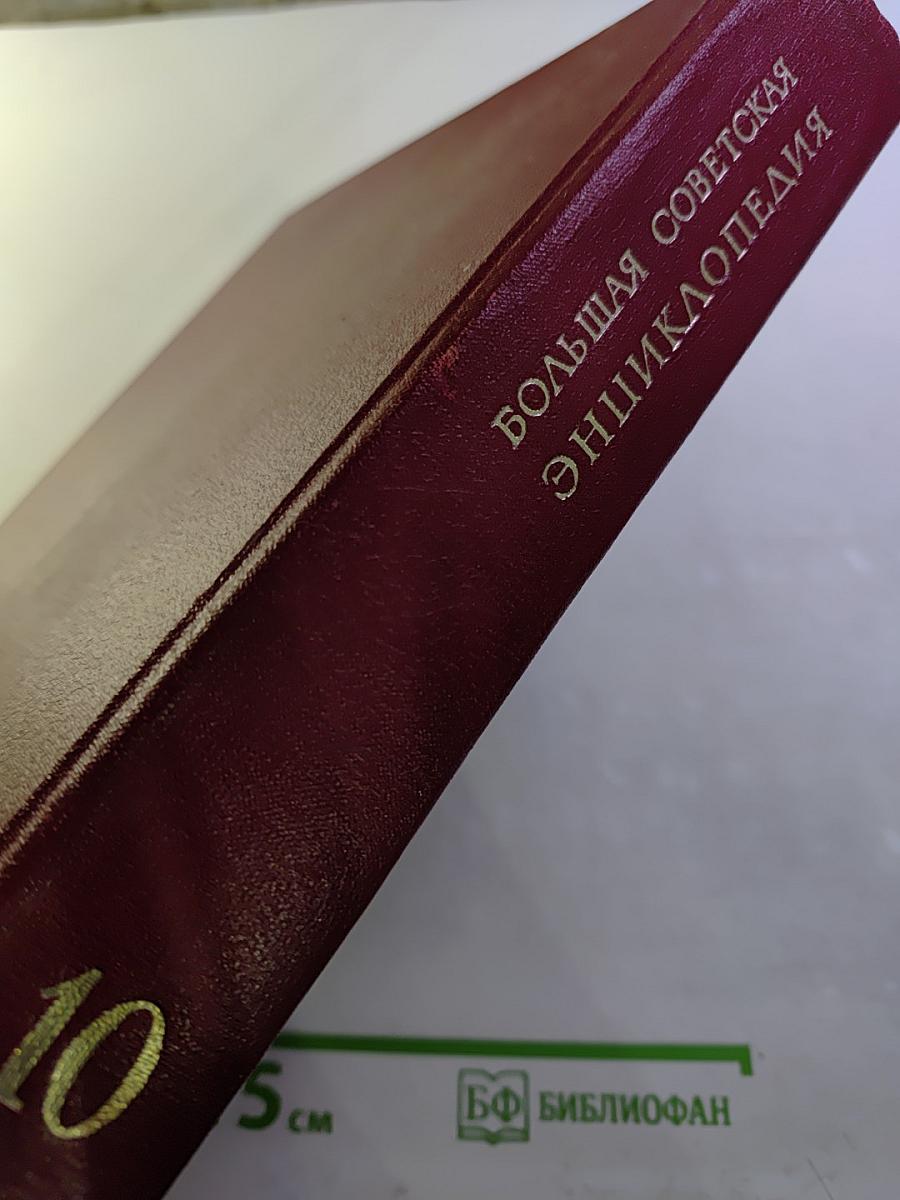 БОЛЬШАЯ СОВЕТСКАЯ
ЭНЦИКЛОПЕДИЯ
10
5 см
БФ БИБЛИОФАН